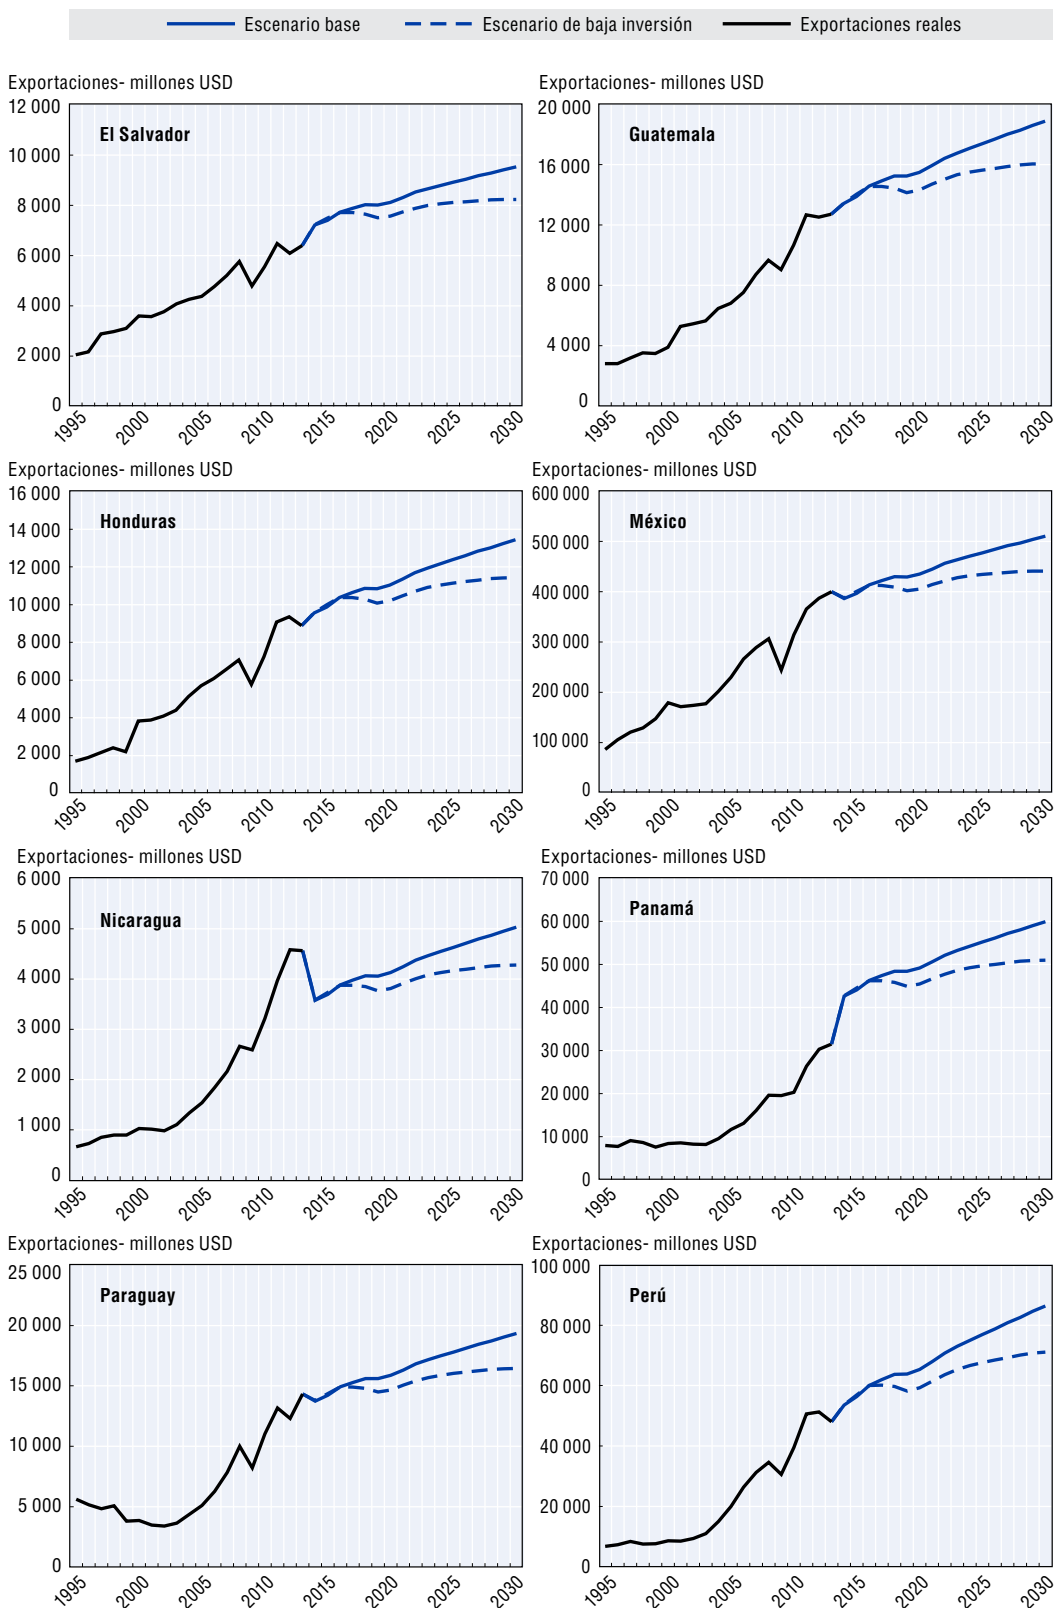 Escenario base Escenario de baja inversión Exportaciones reales
Exportaciones- millones USD
12 000
El Salvador
10 000
8 000
6 000
4 000
2 000
0
1995 2000 2005 2010 2015 2020 2025 2030
Exportaciones- millones USD
20 000
Guatemala
16 000
12 000
8 000
4 000
0
1995 2000 2005 2010 2015 2020 2025 2030
Exportaciones- millones USD
16 000
Honduras
14 000
12 000
10 000
8 000
6 000
4 000
2 000
0
1995 2000 2005 2010 2015 2020 2025 2030
Exportaciones- millones USD
600 000
México
500 000
400 000
300 000
200 000
100 000
0
1995 2000 2005 2010 2015 2020 2025 2030
Exportaciones- millones USD
6 000
Nicaragua
5 000
4 000
3 000
2 000
1 000
0
1995 2000 2005 2010 2015 2020 2025 2030
Exportaciones- millones USD
70 000
Panamá
60 000
50 000
40 000
30 000
20 000
10 000
0
1995 2000 2005 2010 2015 2020 2025 2030
Exportaciones- millones USD
25 000
Paraguay
20 000
15 000
10 000
5 000
0
1995 2000 2005 2010 2015 2020 2025 2030
Exportaciones- millones USD
100 000
Perú
80 000
60 000
40 000
20 000
0
1995 2000 2005 2010 2015 2020 2025 2030